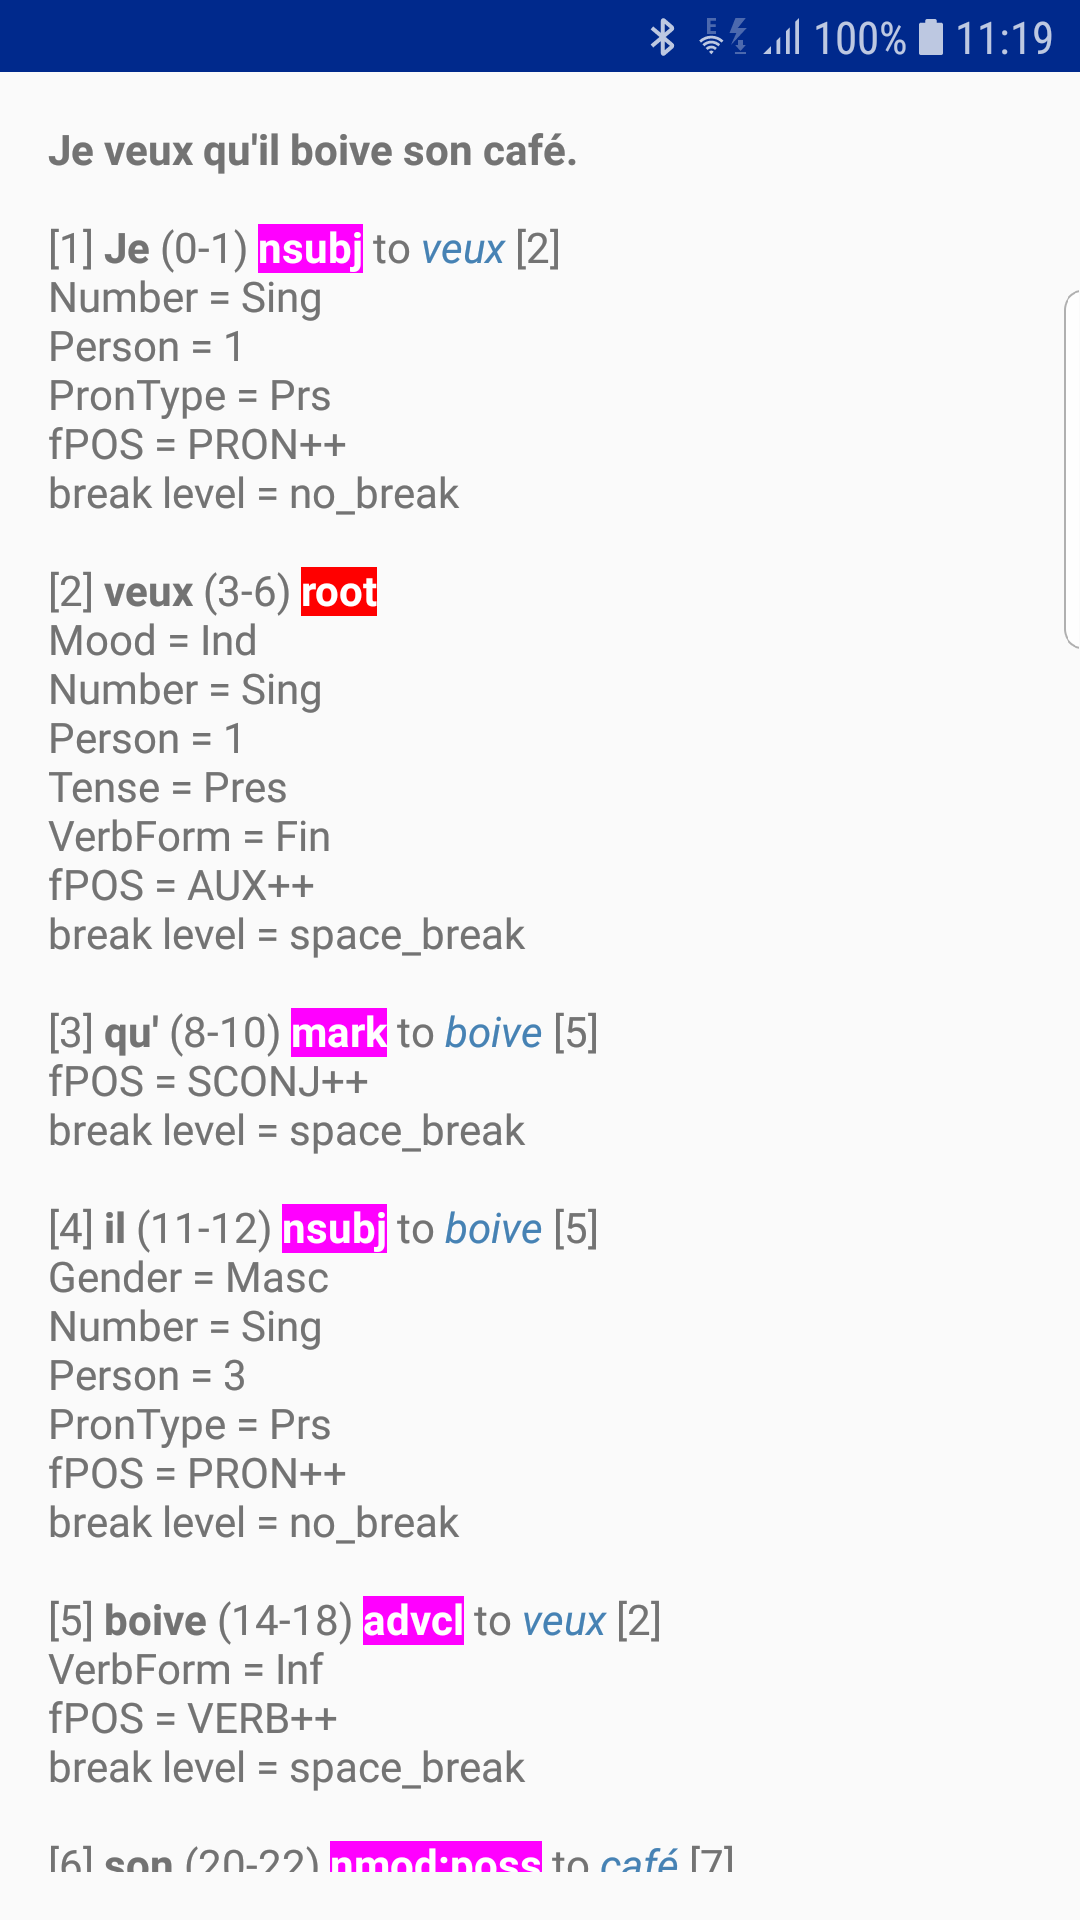 100% 11:19
Je veux qu'il boive son café.
[1] Je (0-1) nsubj to veux [2]
Number = Sing
Person = 1
PronType = Prs
fPOS = PRON++
break level = no_break
[2] veux (3-6) root
Mood = Ind
Number = Sing
Person = 1
Tense = Pres
VerbForm = Fin
fPOS = AUX++
break level = space_break
[3] qu' (8-10) mark to boive [5]
fPOS = SCONJ++
break level = space_break
[4] il (11-12) nsubj to boive [5]
Gender = Masc
Number = Sing
Person = 3
PronType = Prs
fPOS = PRON++
break level = no_break
[5] boive (14-18) advcl to veux [2]
VerbForm = Inf
fPOS = VERB++
break level = space_break
[6] son (20-22) nmod:poss to café [7]